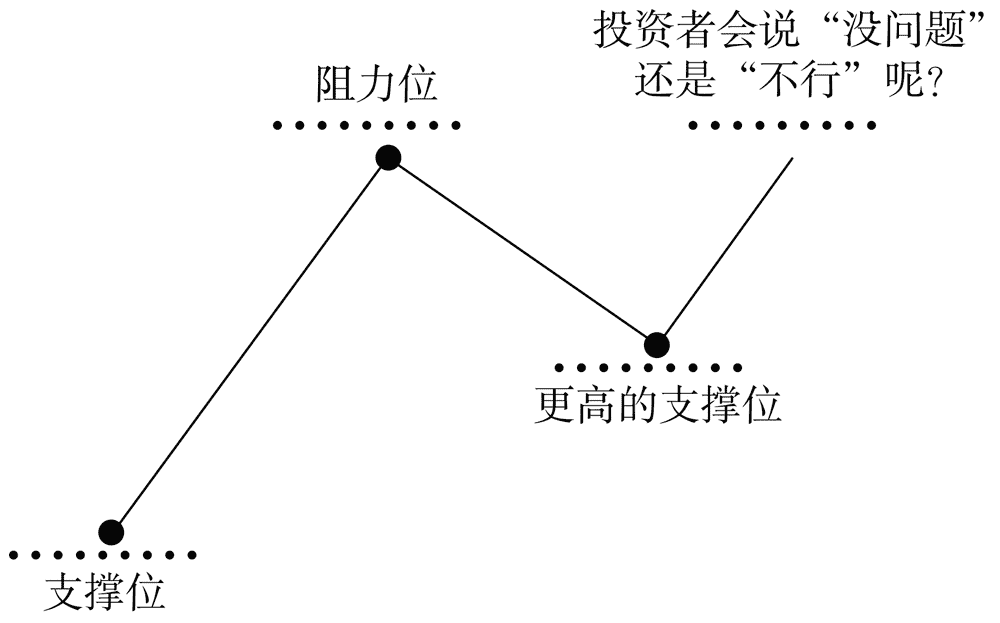 投资者会说“没问题”
还是“不行”呢?
阻力位
更高的支撑位
支撑位